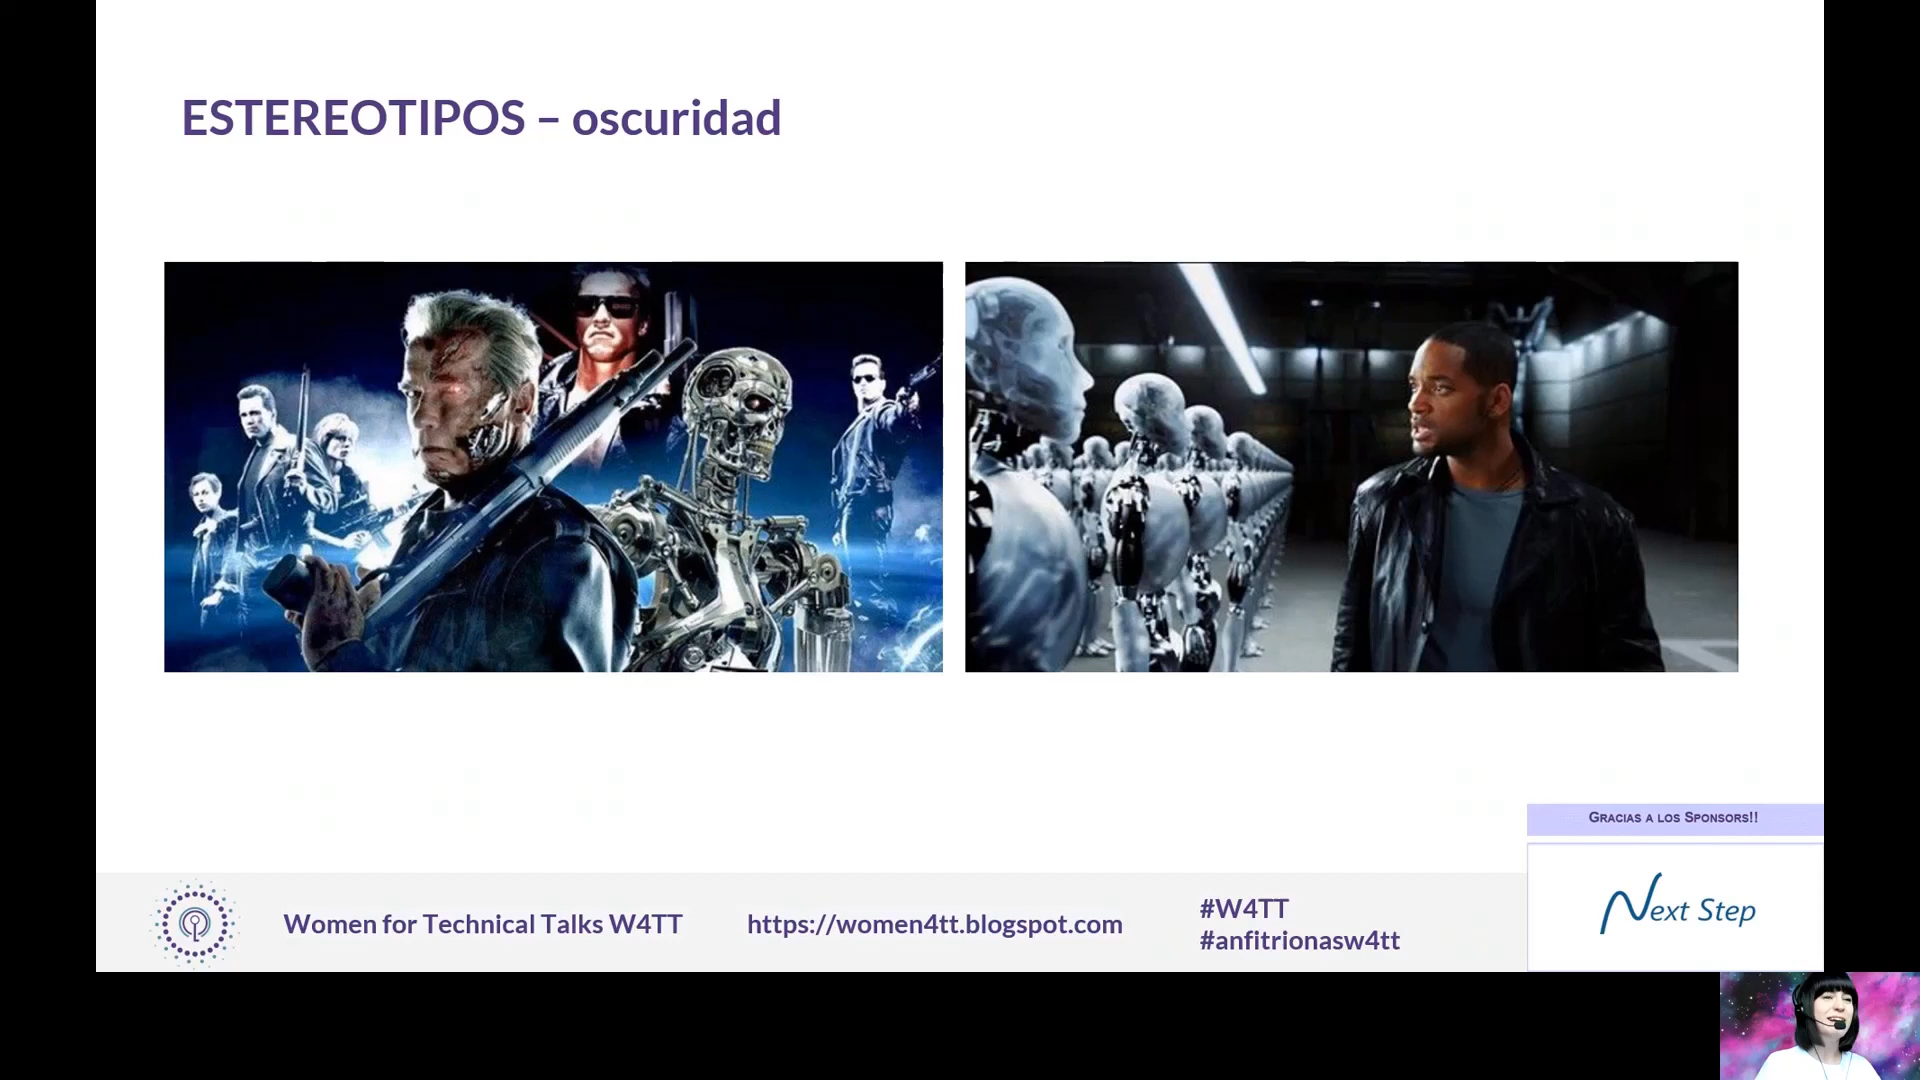 ESTEREOTIPOS – oscuridad
GRACIAS A LOS SPONSORS!!
Next Step
Women for Technical Talks W4TT
https://women4tt.blogspot.com
#W4TT
#anfitrionasw4tt